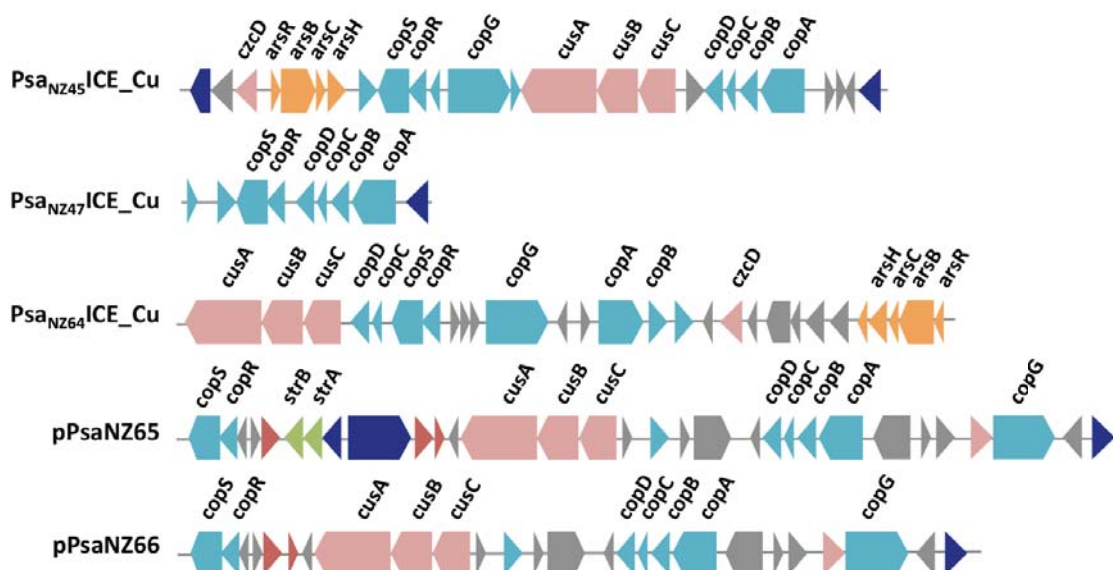 czcD arsR arsB arsC arsH copS copR copG cusA cusB cusC copD copC copB copA
PsaNZ45ICE_Cu
copS copR copD copC copB copA
PsaNZ47ICE_Cu
cusA cusB cusC copD copC copS copR copG copA copB czcD arsH arsC arsB arsR
PsaNZ64ICE_Cu
copS copR strB strA cusA cusB cusC copD copC copB copA copG
pPsaNZ65
copS copR cusA cusB cusC copD copC copB copA copG
pPsaNZ66